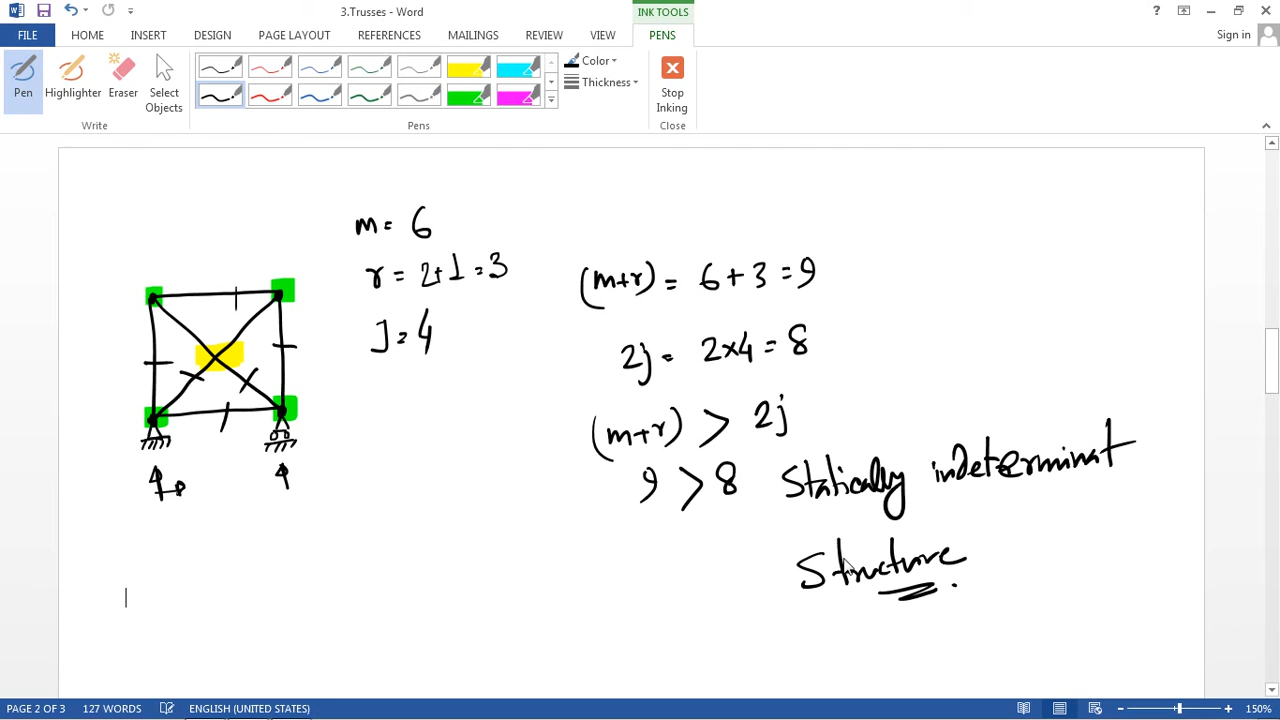 3.Trusses - Word
INK TOOLS
?
FILE
HOME
INSERT
DESIGN
PAGE LAYOUT
REFERENCES
MAILINGS
REVIEW
VIEW
PENS
Sign in
Pen
Highlighter
Eraser
Select Objects
Color
Thickness
Stop Inking
Write
Pens
Close
m = 6
r = 2+1 = 3
J = 4
(m+r) = 6 + 3 = 9
2j = 2x4 = 8
(m+r) > 2j
9 > 8 Statically indeterminat
Structure.
PAGE 2 OF 3
127 WORDS
ENGLISH (UNITED STATES)
150%